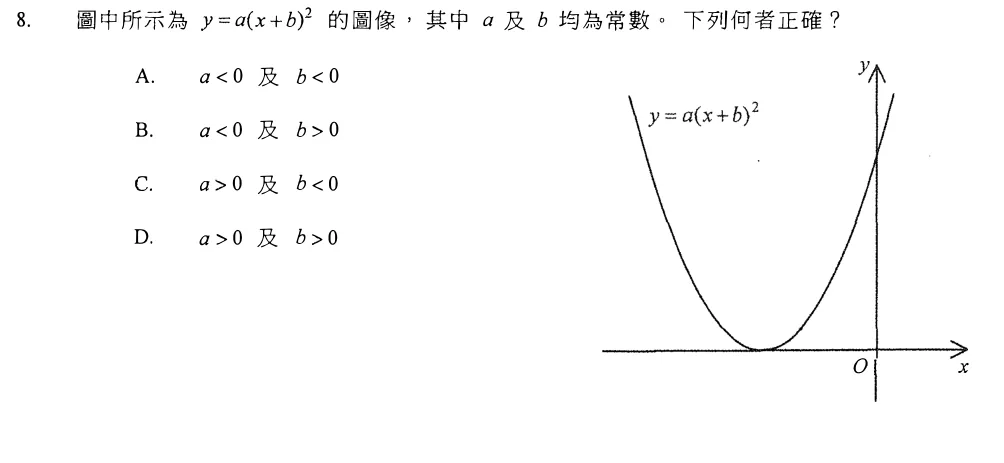 8. 圖中所示為 y = a(x + b)² 的圖像，其中 a 及 b 均為常數。 下列何者正確？
A. a < 0 及 b < 0
B. a < 0 及 b > 0
C. a > 0 及 b < 0
D. a > 0 及 b > 0
y
y = a(x + b)²
O
x